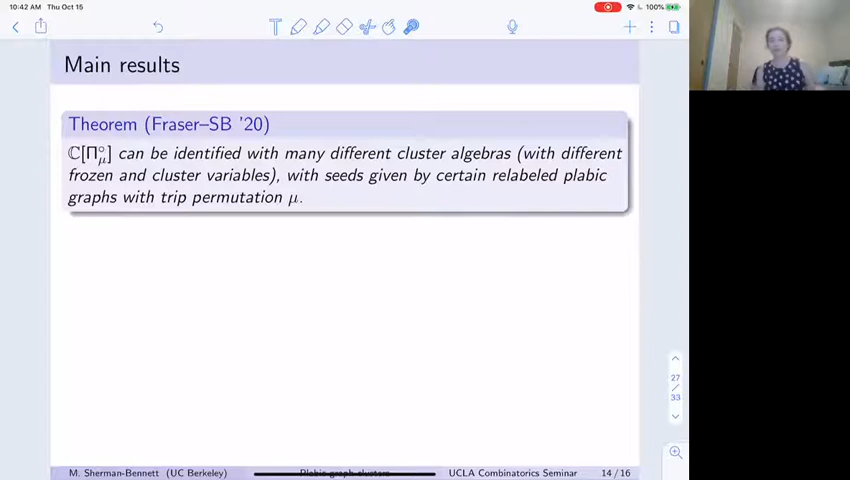 10:42 AM Thu Oct 15
100%
Main results
Theorem (Fraser–SB '20)
ℂ[Π°μ] can be identified with many different cluster algebras (with different
frozen and cluster variables), with seeds given by certain relabeled plabic
graphs with trip permutation μ.
27
/
33
M. Sherman-Bennett (UC Berkeley) Plabic graph clusters UCLA Combinatorics Seminar 14 / 16